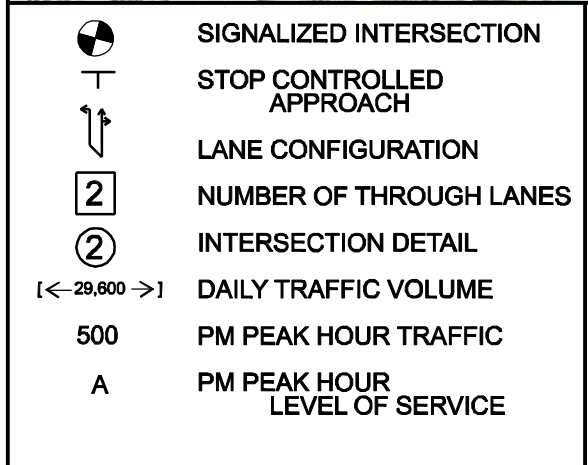 SIGNALIZED INTERSECTION
STOP CONTROLLED
APPROACH
LANE CONFIGURATION
2 NUMBER OF THROUGH LANES
2 INTERSECTION DETAIL
[<-29,600->] DAILY TRAFFIC VOLUME
500 PM PEAK HOUR TRAFFIC
A PM PEAK HOUR
LEVEL OF SERVICE